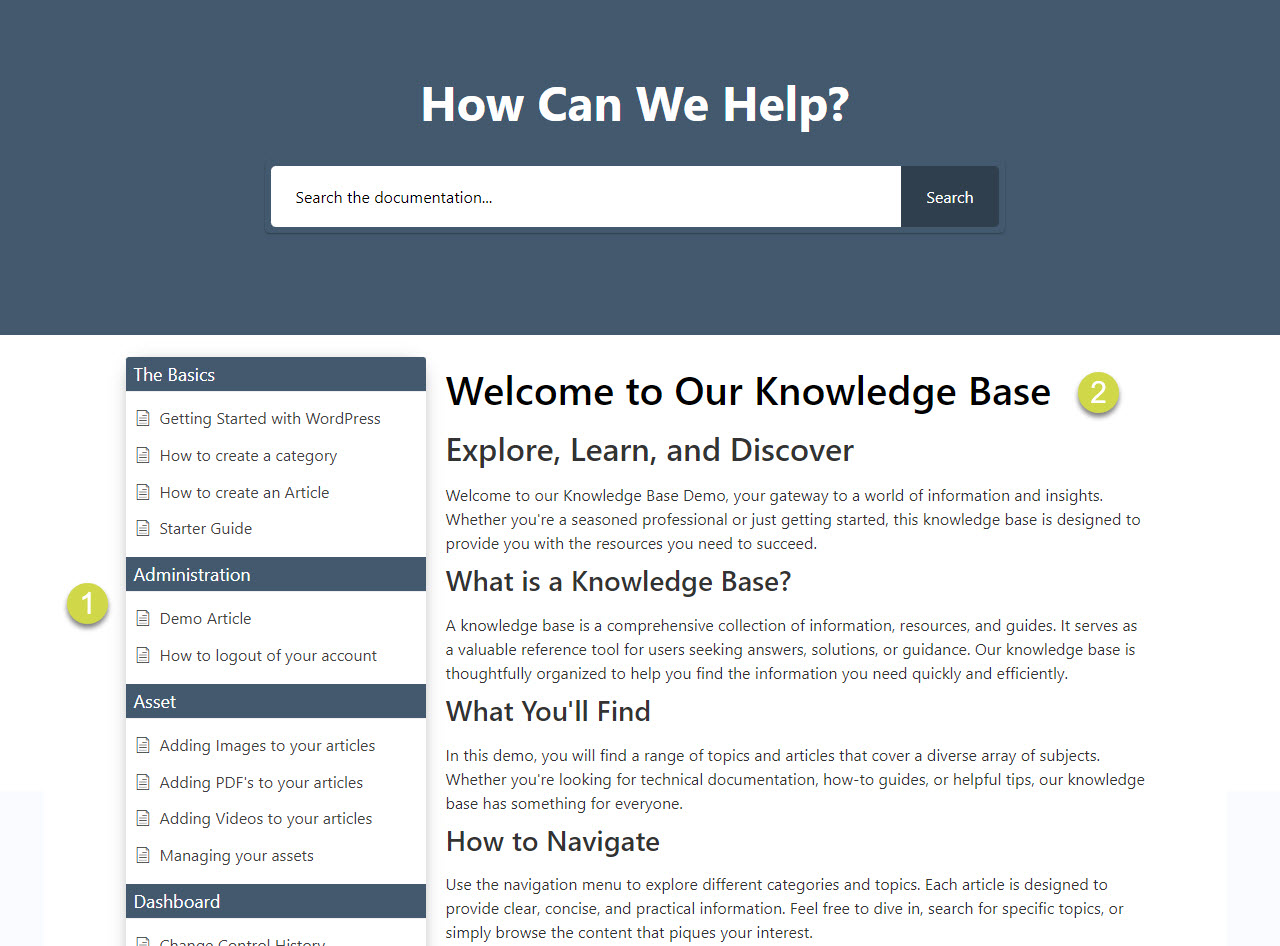 How Can We Help?
Search the documentation...
Search
The Basics
Getting Started with WordPress
How to create a category
How to create an Article
Starter Guide
Administration
1
Demo Article
How to logout of your account
Asset
Adding Images to your articles
Adding PDF's to your articles
Adding Videos to your articles
Managing your assets
Dashboard
Change Control History
Welcome to Our Knowledge Base
2
Explore, Learn, and Discover
Welcome to our Knowledge Base Demo, your gateway to a world of information and insights.
Whether you're a seasoned professional or just getting started, this knowledge base is designed to
provide you with the resources you need to succeed.
What is a Knowledge Base?
A knowledge base is a comprehensive collection of information, resources, and guides. It serves as
a valuable reference tool for users seeking answers, solutions, or guidance. Our knowledge base is
thoughtfully organized to help you find the information you need quickly and efficiently.
What You'll Find
In this demo, you will find a range of topics and articles that cover a diverse array of subjects.
Whether you're looking for technical documentation, how-to guides, or helpful tips, our knowledge
base has something for everyone.
How to Navigate
Use the navigation menu to explore different categories and topics. Each article is designed to
provide clear, concise, and practical information. Feel free to dive in, search for specific topics, or
simply browse the content that piques your interest.